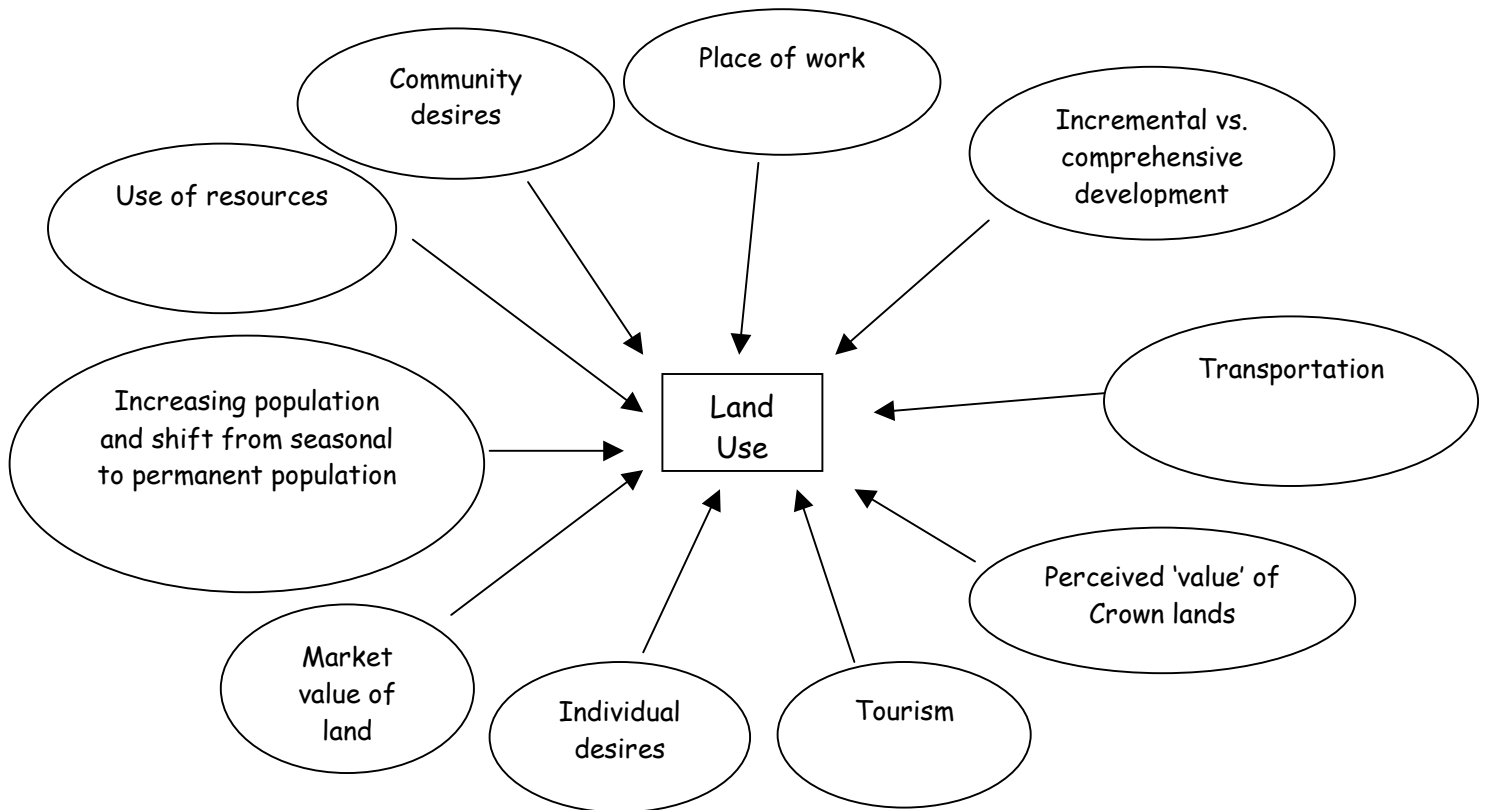 Place of work
Community
desires
Incremental vs.
comprehensive
development
Use of resources
Transportation
Increasing population
and shift from seasonal
to permanent population
Land
Use
Perceived ‘value’ of
Crown lands
Market
value of
land
Individual
desires
Tourism